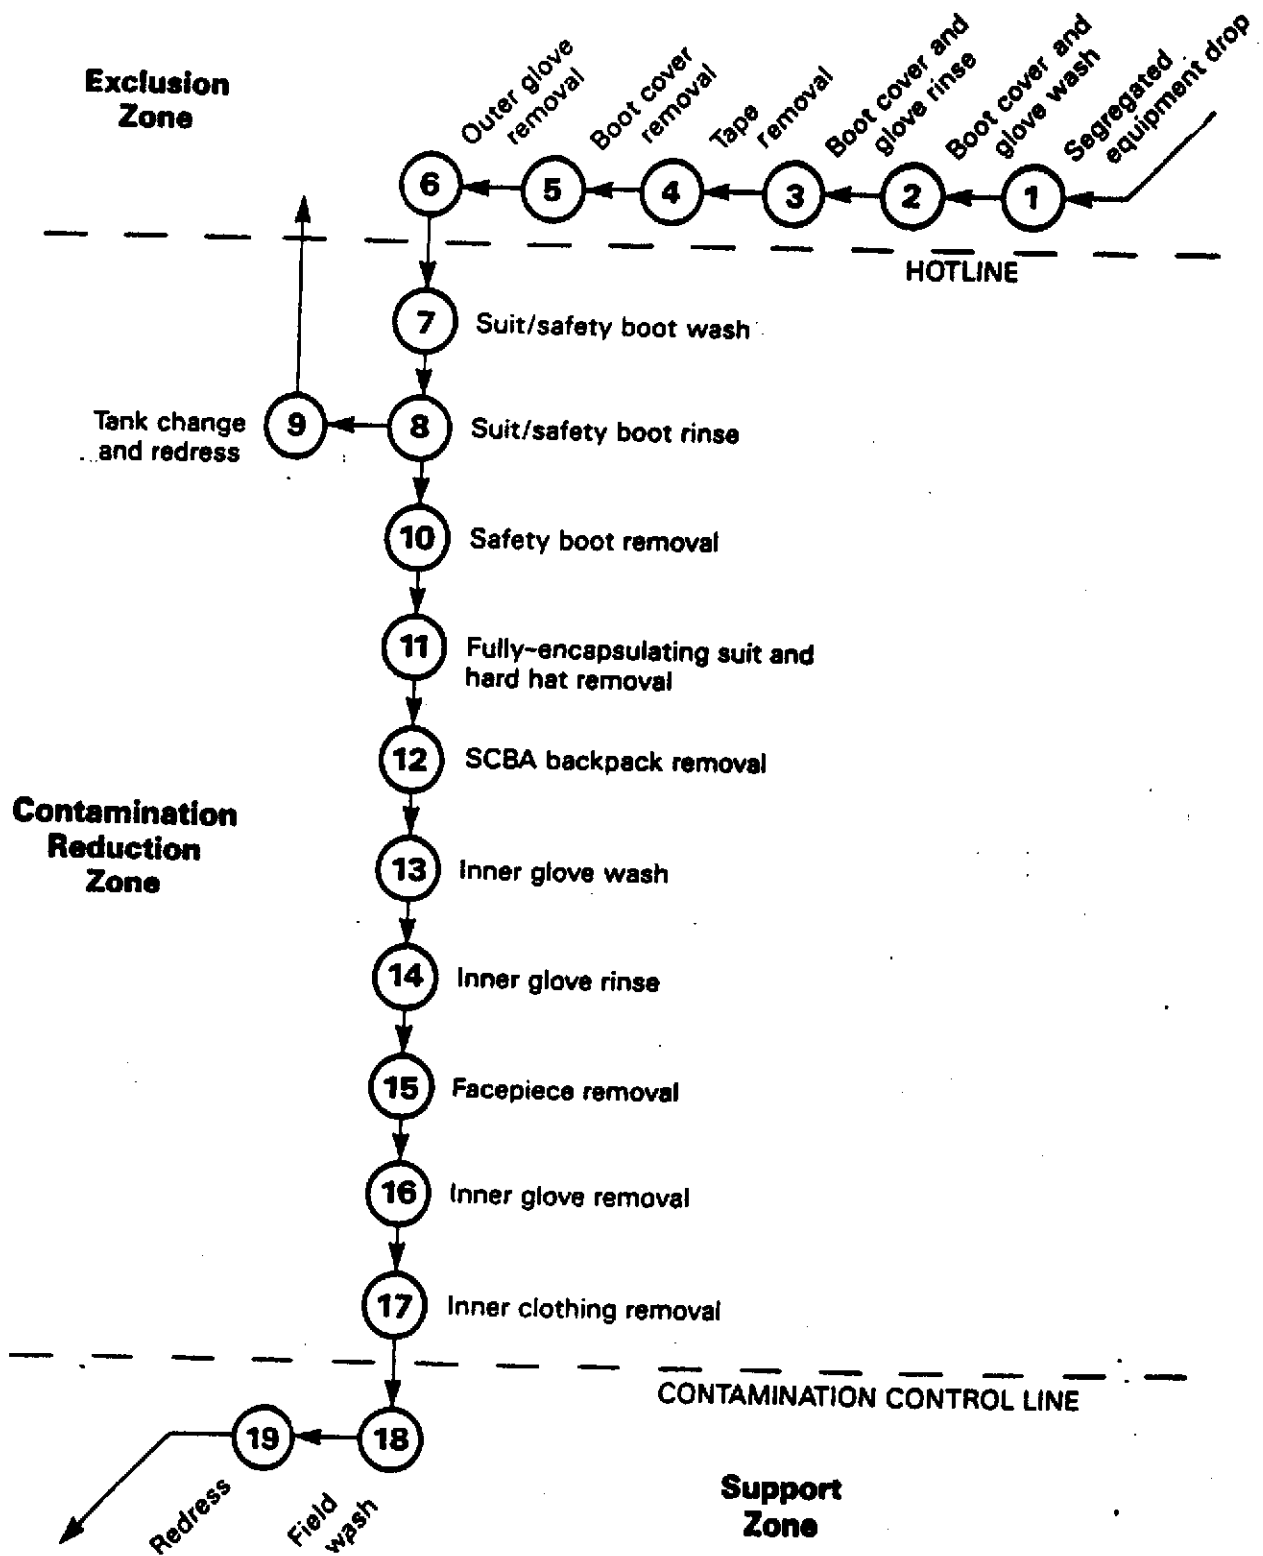 Exclusion
Zone
Outer glove
removal
6
Boot cover
removal
5
Tape
removal
4
Boot cover and
glove rinse
3
Boot cover and
glove wash
2
Segregated
equipment drop
1
HOTLINE
7
Suit/safety boot wash
Tank change
and redress
9
8
Suit/safety boot rinse
10
Safety boot removal
11
Fully-encapsulating suit and
hard hat removal
12
SCBA backpack removal
Contamination
Reduction
Zone
13
Inner glove wash
14
Inner glove rinse
15
Facepiece removal
16
Inner glove removal
17
Inner clothing removal
CONTAMINATION CONTROL LINE
19
18
Redress
Field
wash
Support
Zone